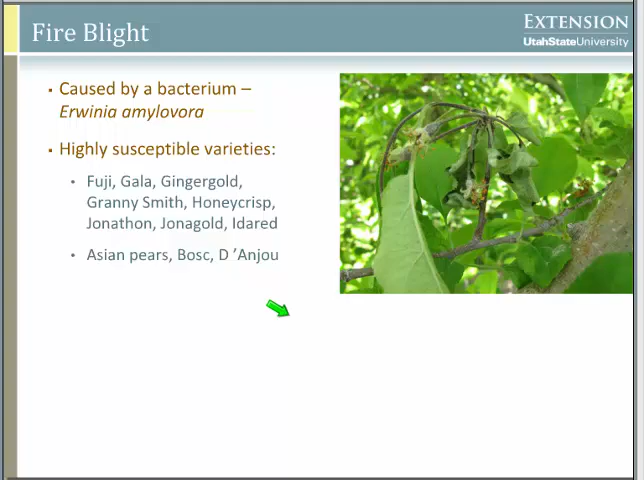 Fire Blight
EXTENSION
UtahStateUniversity
▪ Caused by a bacterium –
Erwinia amylovora
▪ Highly susceptible varieties:
• Fuji, Gala, Gingergold,
Granny Smith, Honeycrisp,
Jonathon, Jonagold, Idared
• Asian pears, Bosc, D ’Anjou